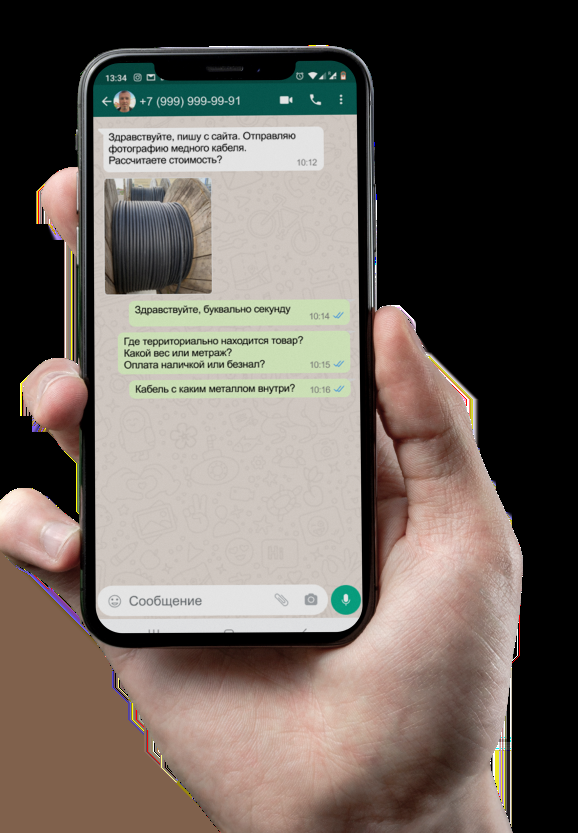 13:34
+7 (999) 999-99-91
Здравствуйте, пишу с сайта. Отправляю
фотографию медного кабеля.
Рассчитаете стоимость?
10:12
Здравствуйте, буквально секунду
10:14
Где территориально находится товар?
Какой вес или метраж?
Оплата наличкой или безнал?
10:15
Кабель с каким металлом внутри?
10:16
Сообщение